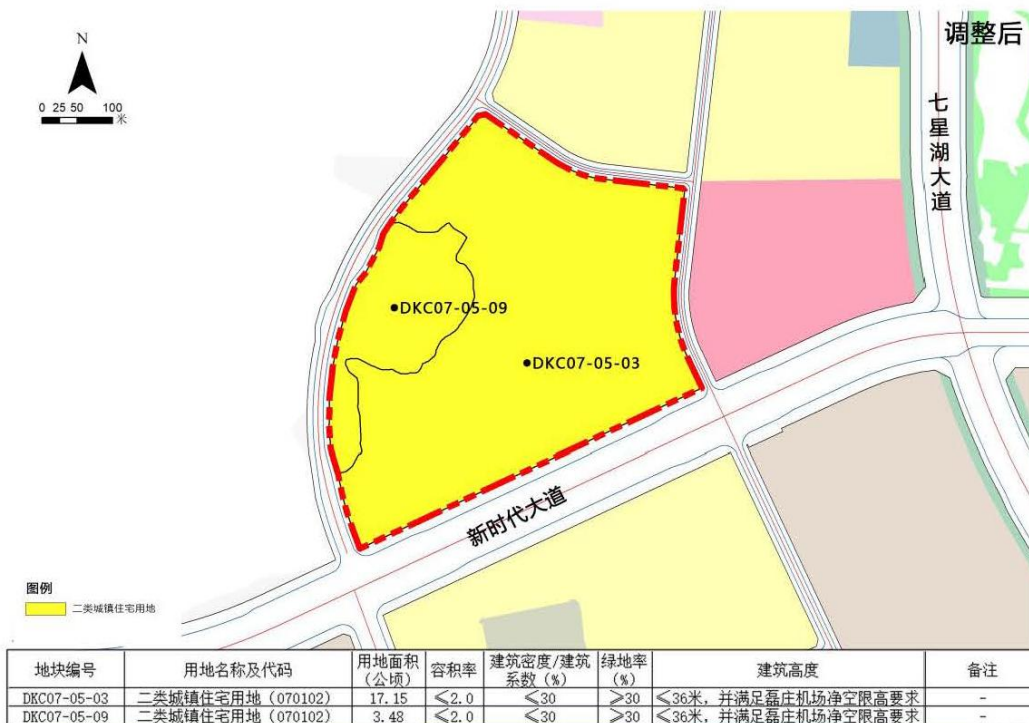 调整后
N
0 25 50 100
米
七星湖大道
DKC07-05-09
DKC07-05-03
新时代大道
图例
二类城镇住宅用地
地块编号 用地名称及代码 用地面积(公顷) 容积率 建筑密度/建筑系数(%) 绿地率(%) 建筑高度 备注
DKC07-05-03 二类城镇住宅用地(070102) 17.15 ≤2.0 ≤30 ≥30 ≤36米,并满足磊庄机场净空限高要求 -
DKC07-05-09 二类城镇住宅用地(070102) 3.48 ≤2.0 ≤30 ≥30 ≤36米,并满足磊庄机场净空限高要求 -